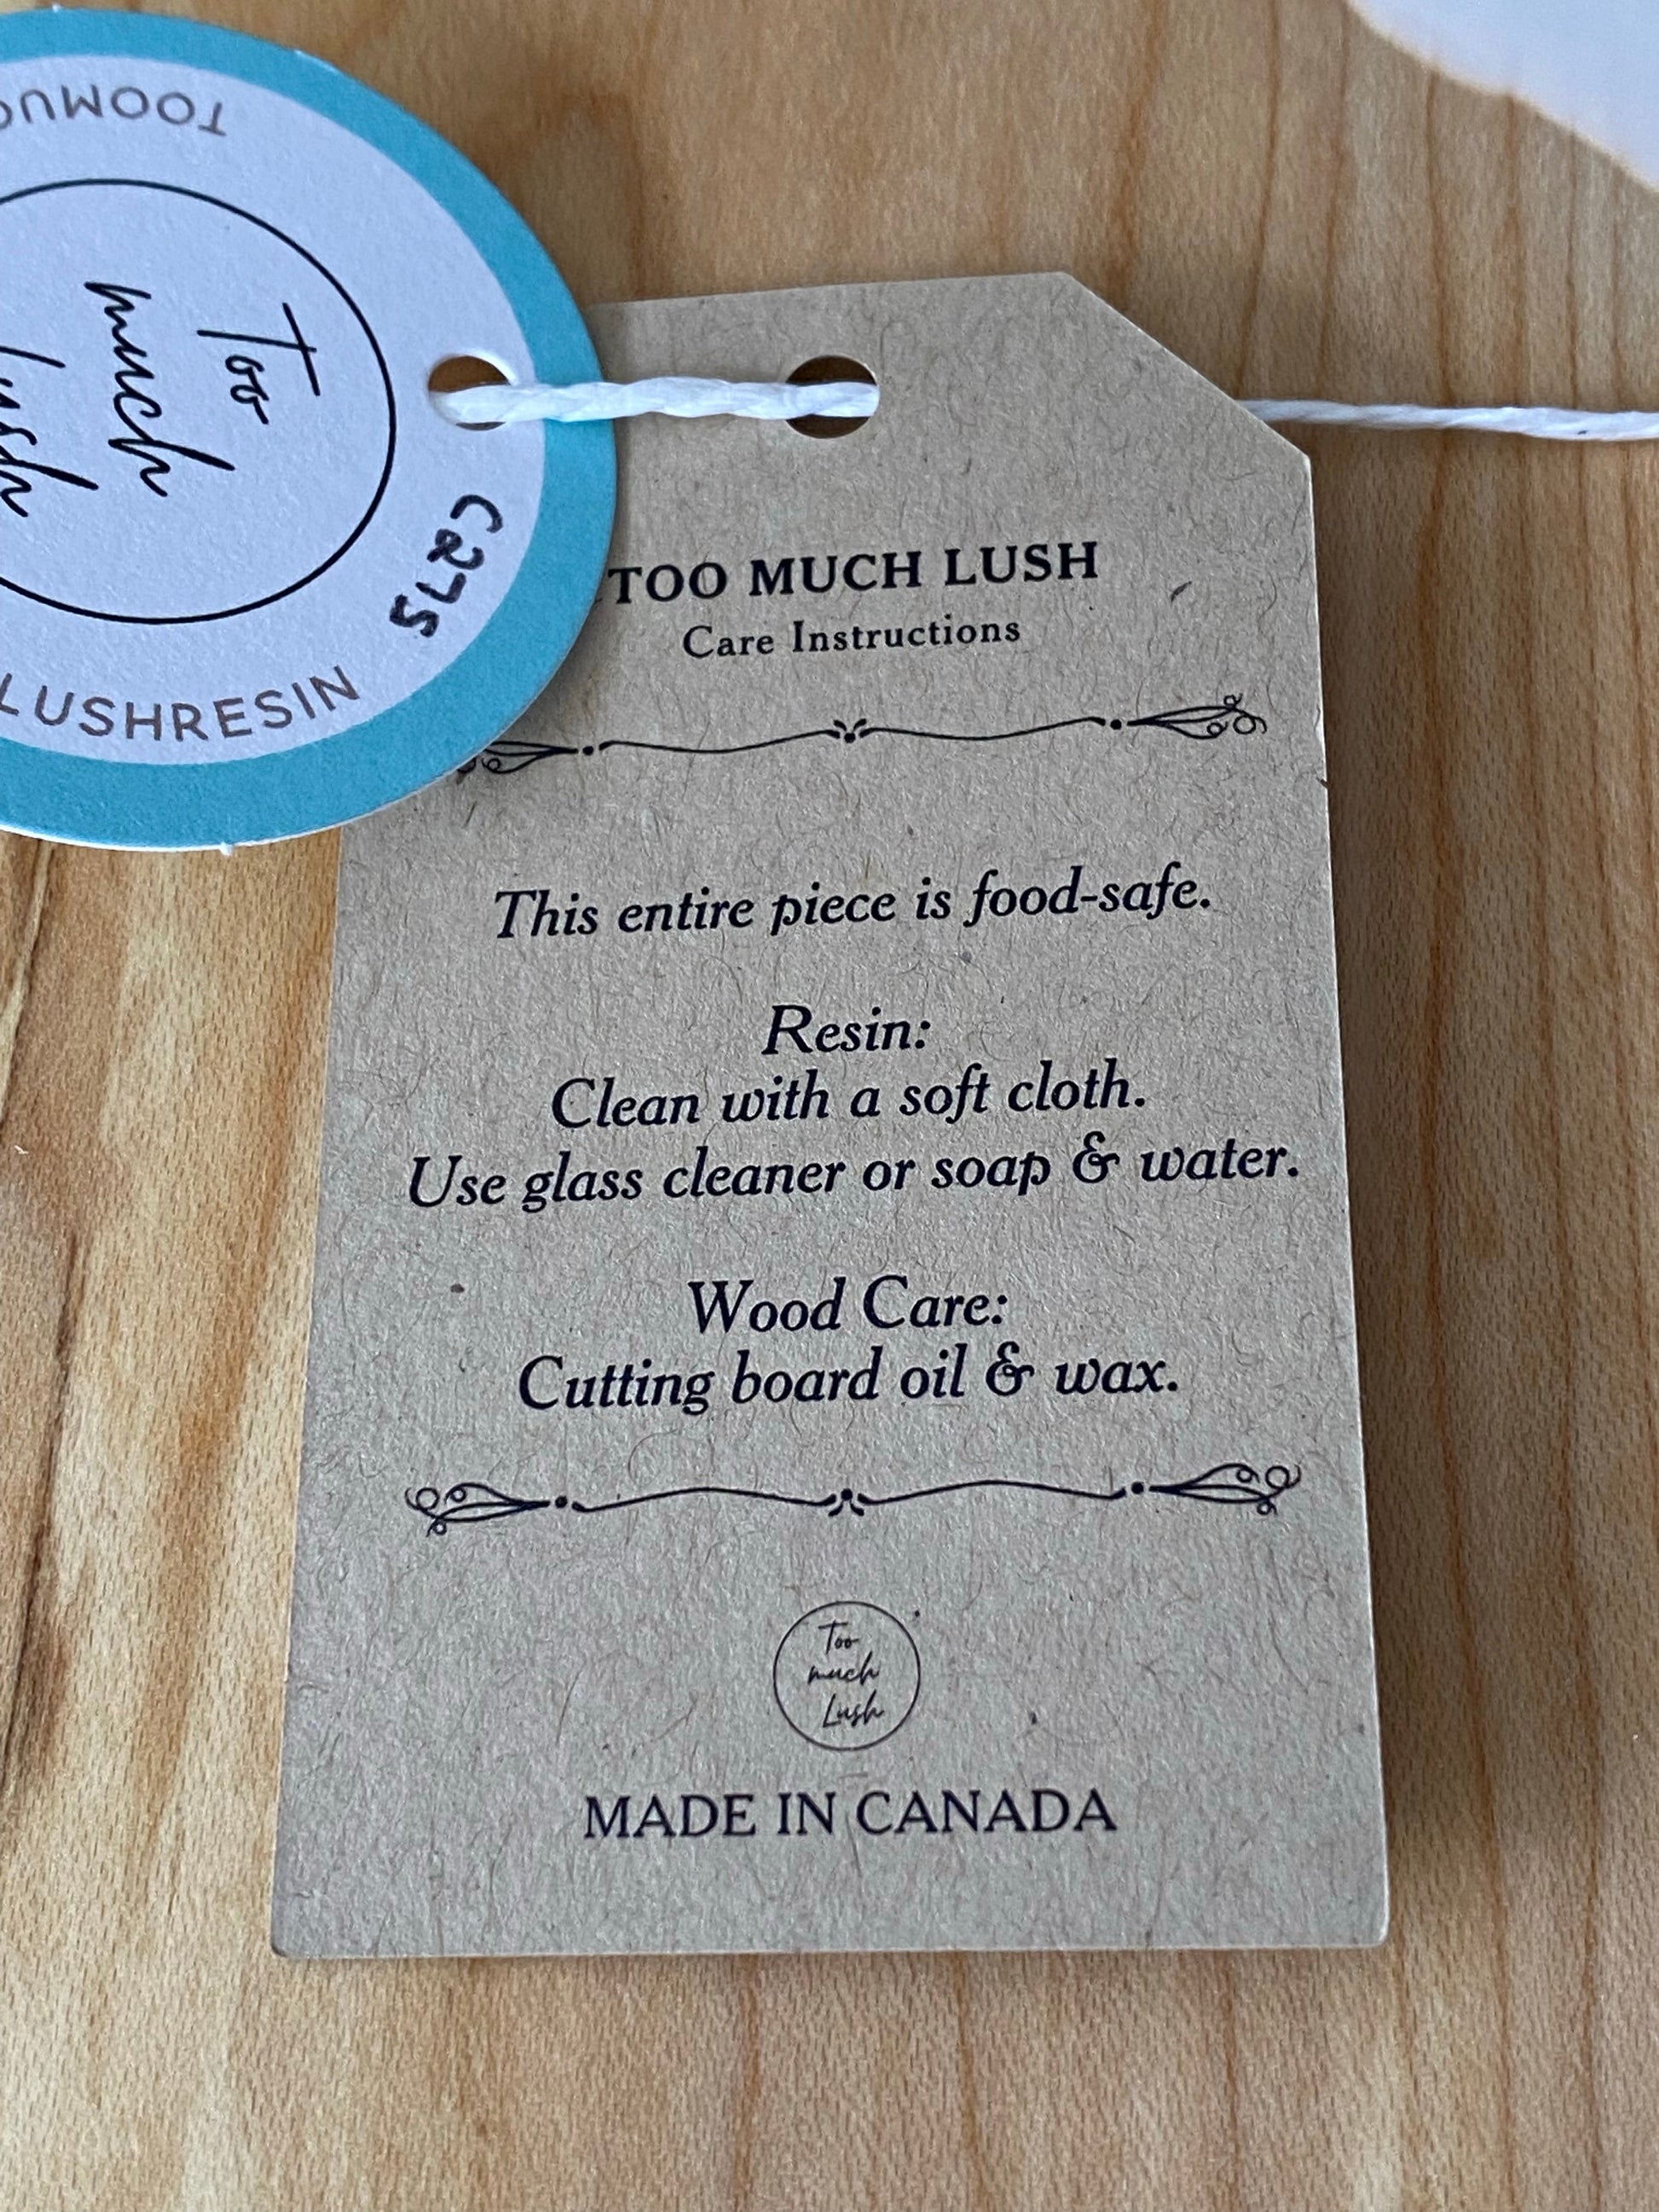 TOOMUC
Too
much
Lush
C275
LUSHRESIN
TOO MUCH LUSH
Care Instructions
This entire piece is food-safe.
Resin:
Clean with a soft cloth.
Use glass cleaner or soap & water.
Wood Care:
Cutting board oil & wax.
Too
much
Lush
MADE IN CANADA